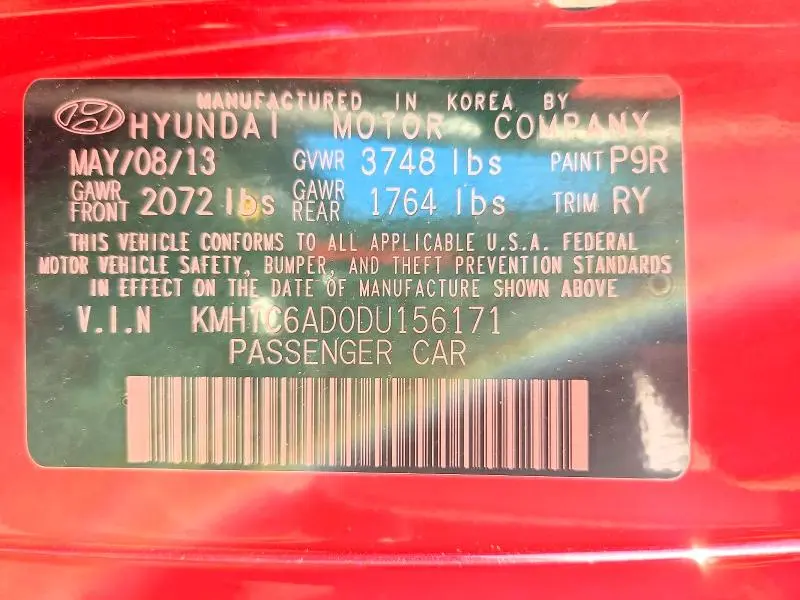 MANUFACTURED IN KOREA BY
HYUNDAI MOTOR COMPANY
MAY/08/13 GVWR 3748 lbs PAINT P9R
GAWR FRONT 2072 lbs GAWR REAR 1764 lbs TRIM RY
THIS VEHICLE CONFORMS TO ALL APPLICABLE U.S.A. FEDERAL
MOTOR VEHICLE SAFETY, BUMPER, AND THEFT PREVENTION STANDARDS
IN EFFECT ON THE DATE OF MANUFACTURE SHOWN ABOVE
V.I.N KMHTC6AD0DU156171
PASSENGER CAR